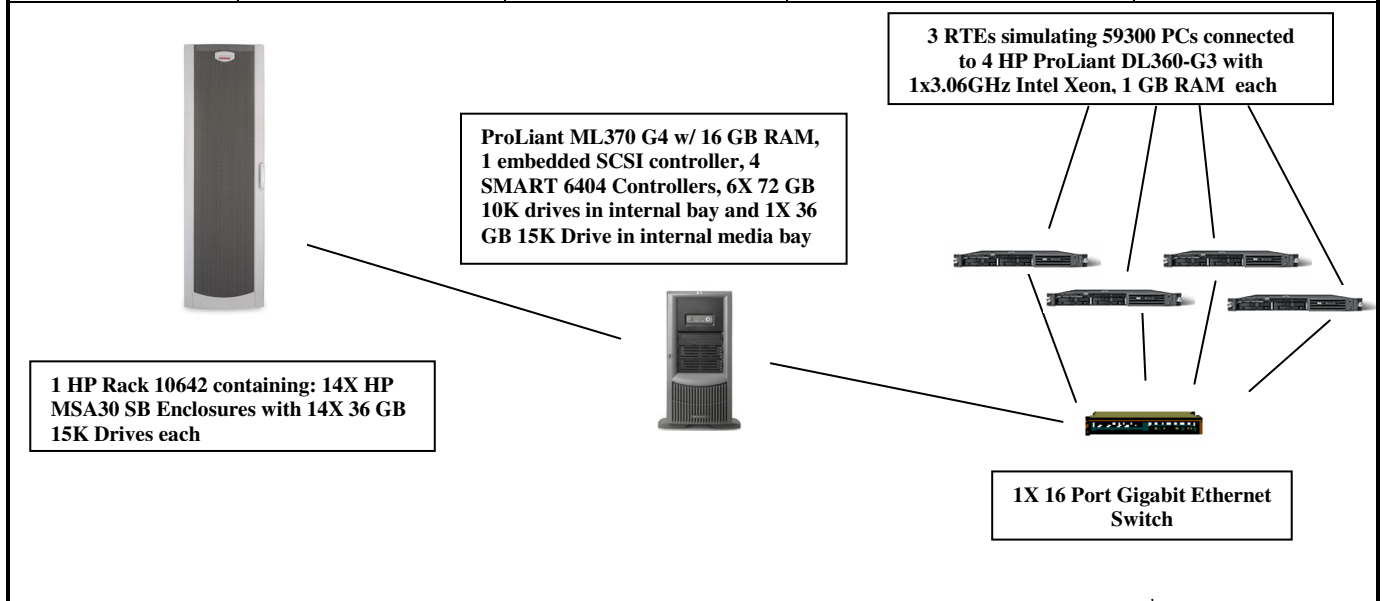 3 RTEs simulating 59300 PCs connected
to 4 HP ProLiant DL360-G3 with
1x3.06GHz Intel Xeon, 1 GB RAM each
ProLiant ML370 G4 w/ 16 GB RAM,
1 embedded SCSI controller, 4
SMART 6404 Controllers, 6X 72 GB
10K drives in internal bay and 1X 36
GB 15K Drive in internal media bay
1 HP Rack 10642 containing: 14X HP
MSA30 SB Enclosures with 14X 36 GB
15K Drives each
1X 16 Port Gigabit Ethernet
Switch